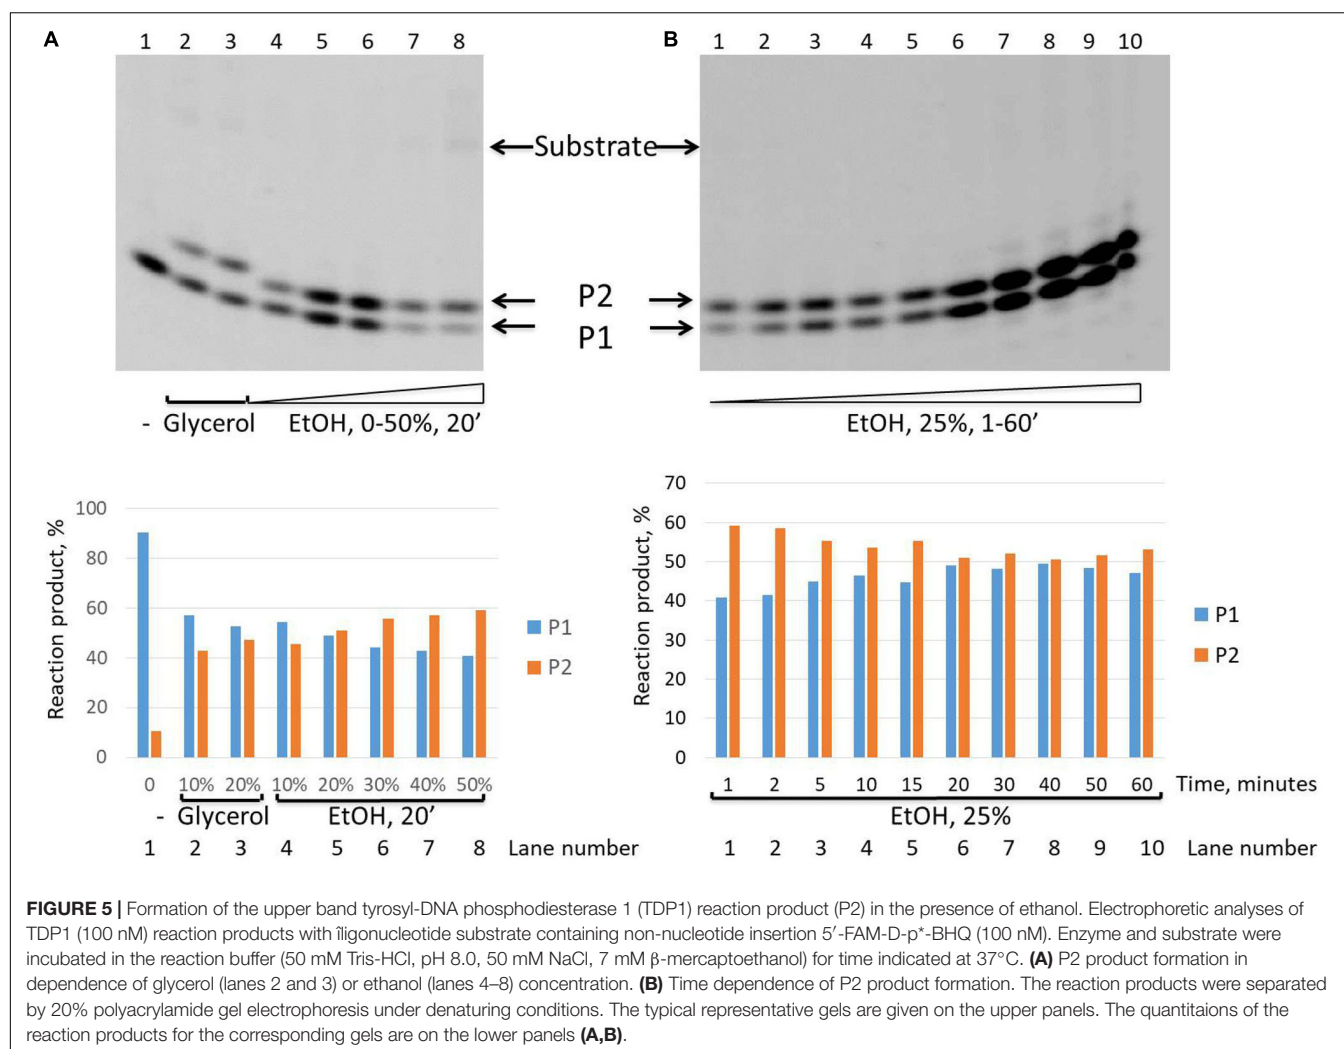 A
1 2 3 4 5 6 7 8
B
1 2 3 4 5 6 7 8 9 10
Substrate
P2
P1
- Glycerol EtOH, 0-50%, 20’
EtOH, 25%, 1-60’
Reaction product, %
100
80
60
40
20
0
0 10% 20% 10% 20% 30% 40% 50%
- Glycerol EtOH, 20’
1 2 3 4 5 6 7 8 Lane number
P1
P2
Reaction product, %
70
60
50
40
30
20
10
0
1 2 5 10 15 20 30 40 50 60 Time, minutes
EtOH, 25%
1 2 3 4 5 6 7 8 9 10 Lane number
P1
P2
FIGURE 5 | Formation of the upper band tyrosyl-DNA phosphodiesterase 1 (TDP1) reaction product (P2) in the presence of ethanol. Electrophoretic analyses of
TDP1 (100 nM) reaction products with îligonucleotide substrate containing non-nucleotide insertion 5′-FAM-D-p*-BHQ (100 nM). Enzyme and substrate were
incubated in the reaction buffer (50 mM Tris-HCl, pH 8.0, 50 mM NaCl, 7 mM β-mercaptoethanol) for time indicated at 37°C. (A) P2 product formation in
dependence of glycerol (lanes 2 and 3) or ethanol (lanes 4–8) concentration. (B) Time dependence of P2 product formation. The reaction products were separated
by 20% polyacrylamide gel electrophoresis under denaturing conditions. The typical representative gels are given on the upper panels. The quantitaions of the
reaction products for the corresponding gels are on the lower panels (A,B).